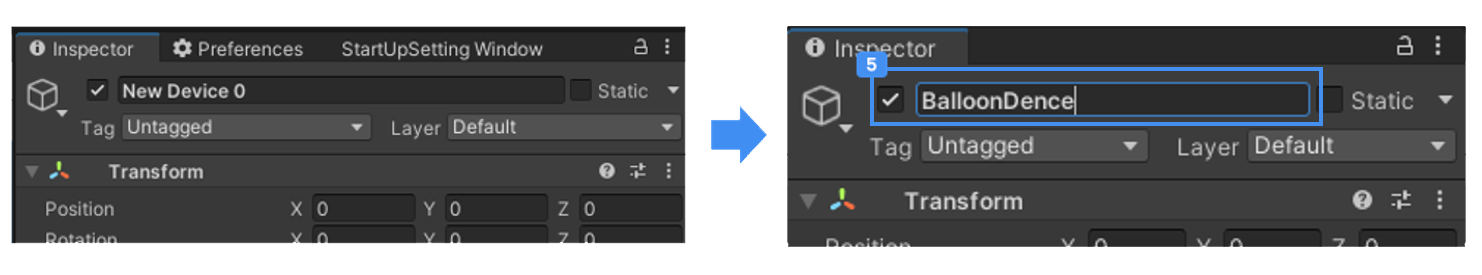 Inspector Preferences StartUpSetting Window
New Device 0 Static
Tag Untagged Layer Default
Transform
Position X 0 Y 0 Z 0
Rotation X 0 Y 0 Z 0
Inspector
5
BalloonDence Static
Tag Untagged Layer Default
Transform
Position X 0 Y 0 Z 0